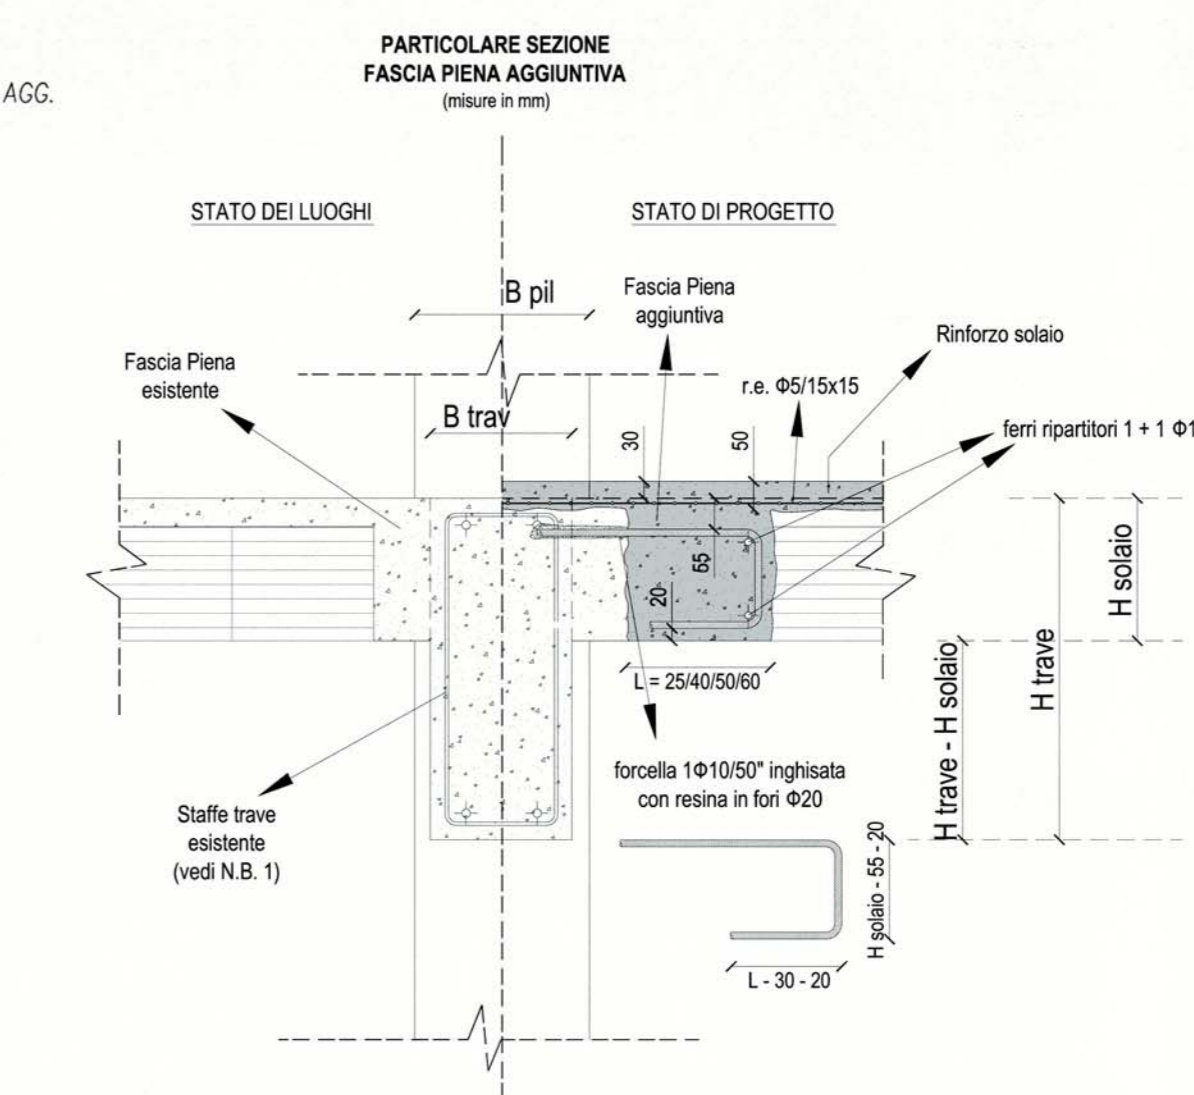 AGG.
PARTICOLARE SEZIONE
FASCIA PIENA AGGIUNTIVA
(misure in mm)
STATO DEI LUOGHI
STATO DI PROGETTO
B pil
Fascia Piena
aggiuntiva
Rinforzo solaio
Fascia Piena
esistente
r.e. Φ5/15x15
B trav
30
50
ferri ripartitori 1 + 1 Φ1
55
20
H solaio
H trave
H trave - H solaio
L = 25/40/50/60
forcella 1Φ10/50" inghisata
con resina in fori Φ20
Staffe trave
esistente
(vedi N.B. 1)
H solaio - 55 - 20
L - 30 - 20